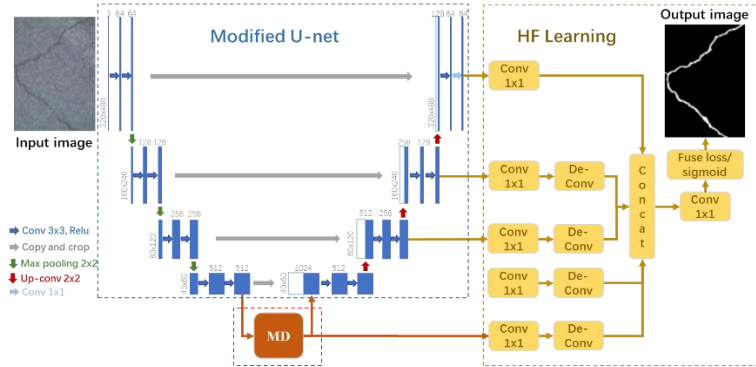 Modified U-net
HF Learning
Output image
Input image
3 64 64
320x480
128 64 64
320x480
128 128
160x240
256 128
160x240
256 256
80x120
512 256
80x120
512 512
40x60
1024 512
40x60
Conv 3x3, Relu
Copy and crop
Max pooling 2x2
Up-conv 2x2
Conv 1x1
MD
Conv
1x1
Conv
1x1
De-
Conv
Conv
1x1
De-
Conv
Conv
1x1
De-
Conv
Conv
1x1
De-
Conv
Concat
Conv
1x1
Fuse loss/
sigmoid